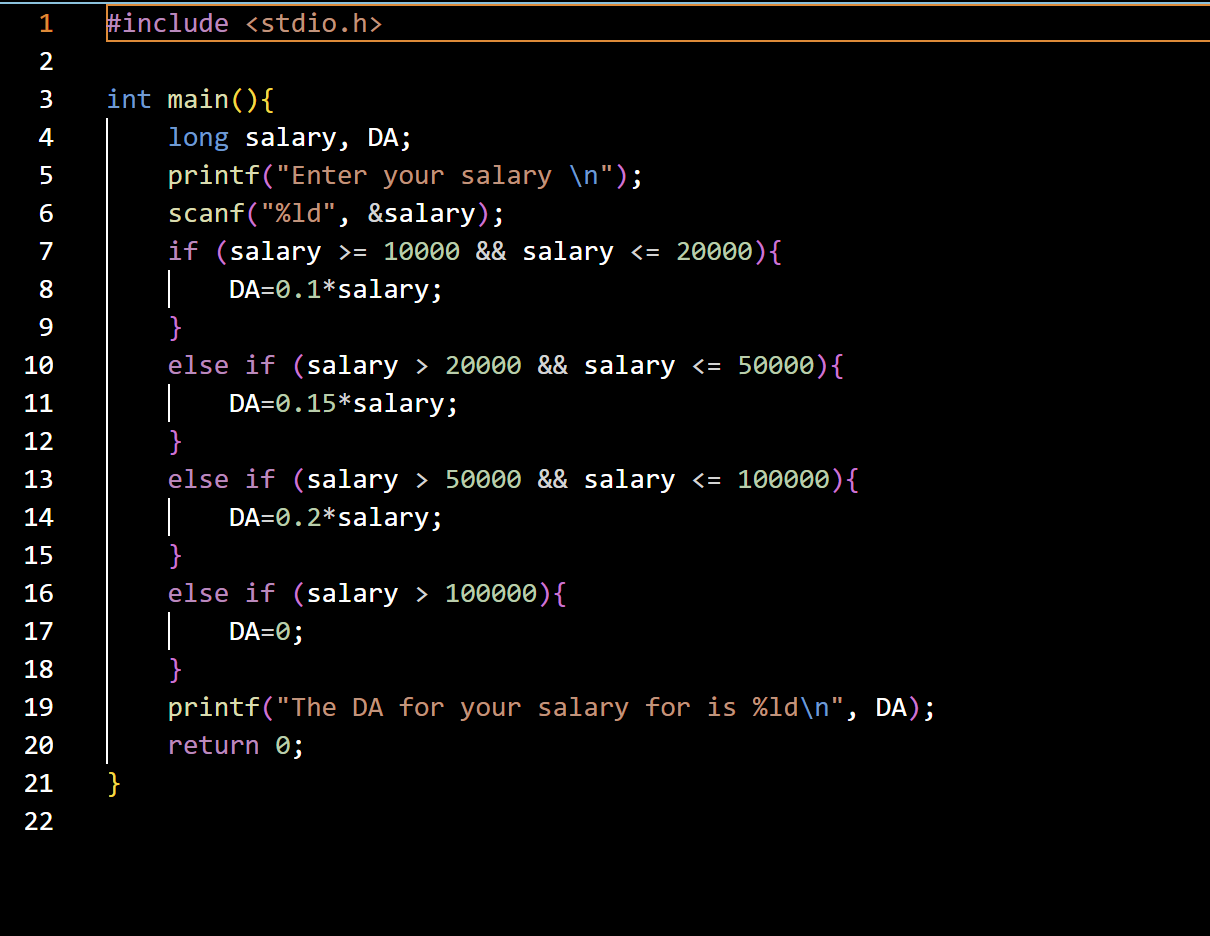 1 #include <stdio.h>
2
3 int main(){
4     long salary, DA;
5     printf("Enter your salary \n");
6     scanf("%ld", &salary);
7     if (salary >= 10000 && salary <= 20000){
8         DA=0.1*salary;
9     }
10     else if (salary > 20000 && salary <= 50000){
11         DA=0.15*salary;
12     }
13     else if (salary > 50000 && salary <= 100000){
14         DA=0.2*salary;
15     }
16     else if (salary > 100000){
17         DA=0;
18     }
19     printf("The DA for your salary for is %ld\n", DA);
20     return 0;
21 }
22